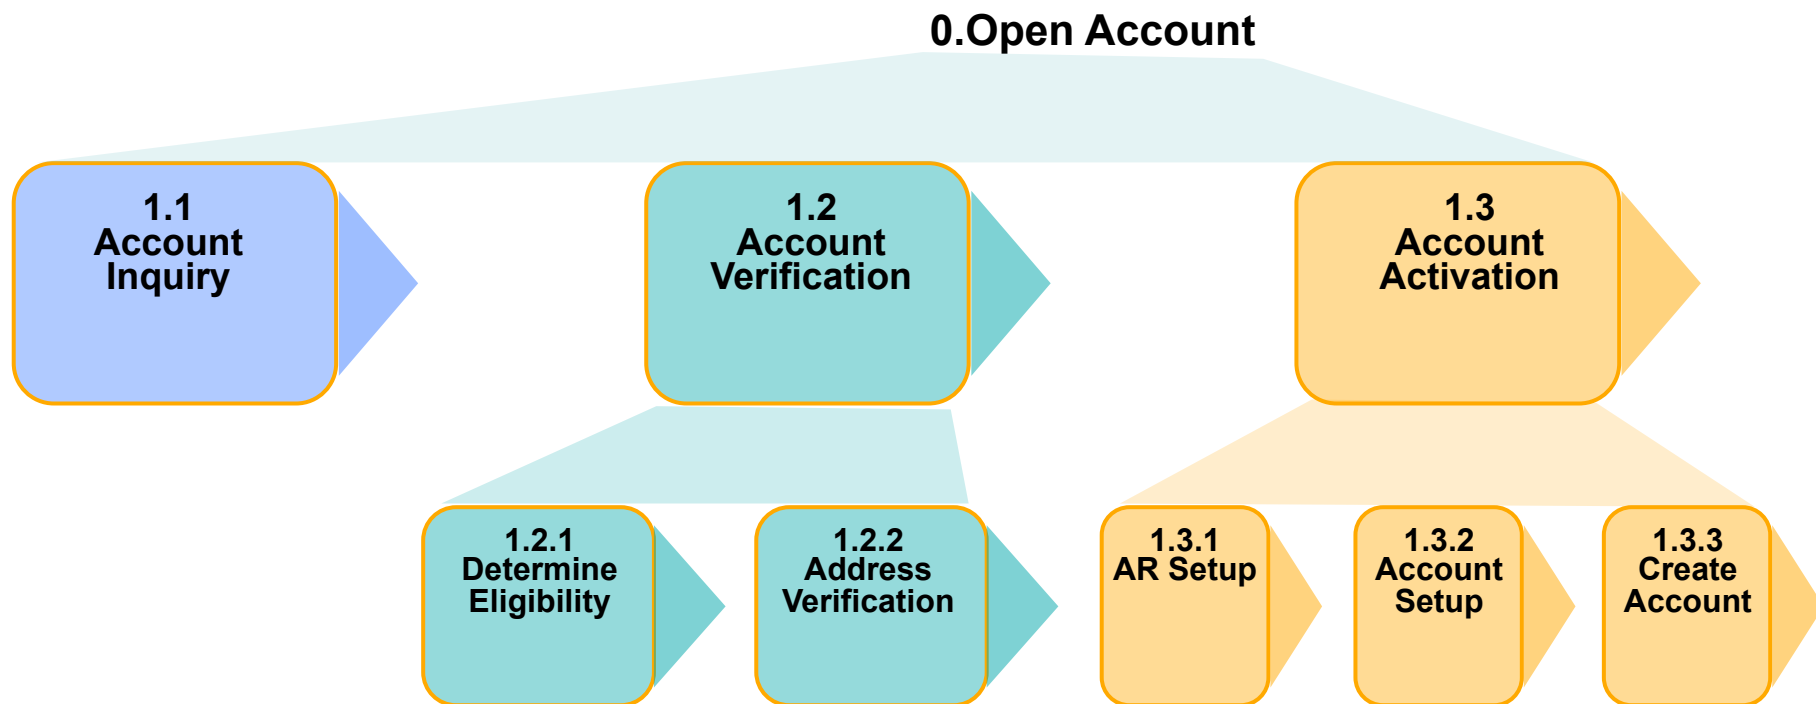 0.Open Account
1.1
Account
Inquiry
1.2
Account
Verification
1.3
Account
Activation
1.2.1
Determine
Eligibility
1.2.2
Address
Verification
1.3.1
AR Setup
1.3.2
Account
Setup
1.3.3
Create
Account